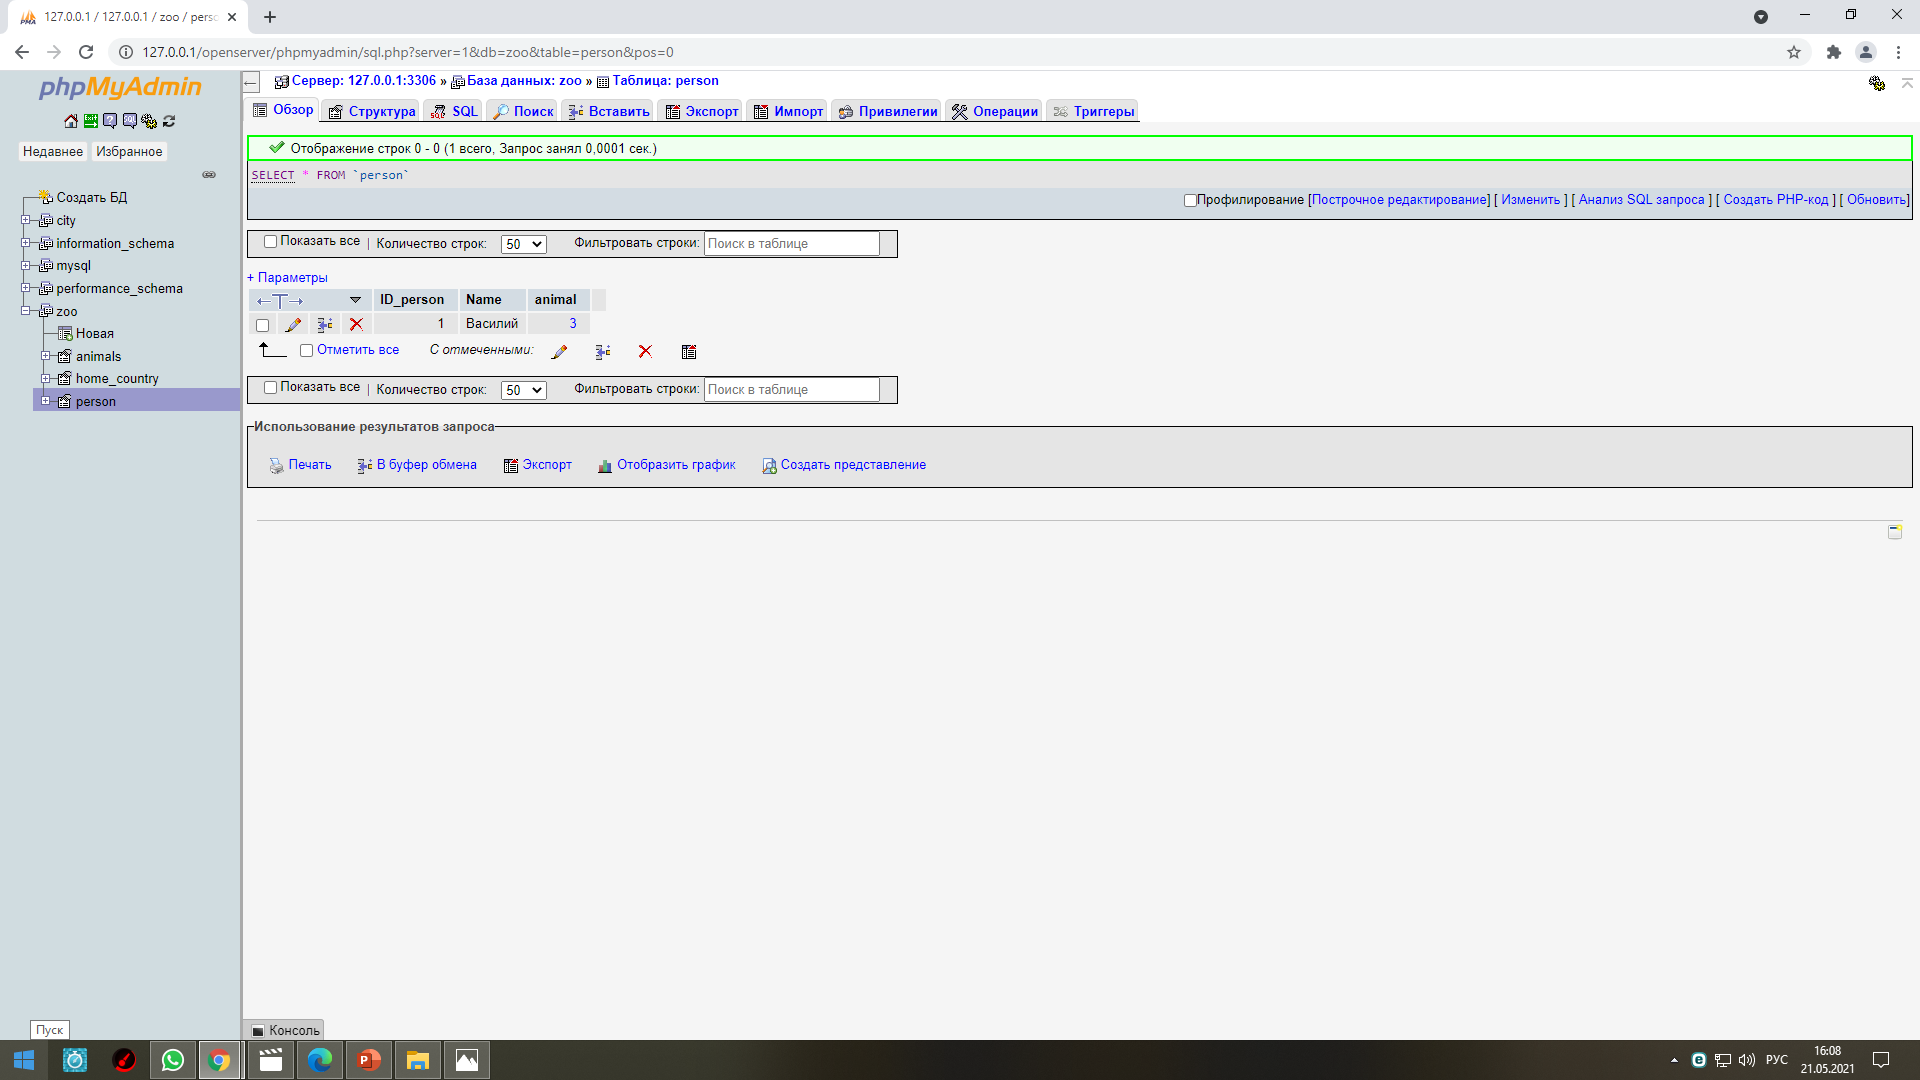 127.0.0.1 / 127.0.0.1 / zoo / perso
127.0.0.1/openserver/phpmyadmin/sql.php?server=1&db=zoo&table=person&pos=0
phpMyAdmin
Недавнее Избранное
Создать БД
city
information_schema
mysql
performance_schema
zoo
Новая
animals
home_country
person
Сервер: 127.0.0.1:3306 » База данных: zoo » Таблица: person
Обзор Структура SQL Поиск Вставить Экспорт Импорт Привилегии Операции Триггеры
Отображение строк 0 - 0 (1 всего, Запрос занял 0,0001 сек.)
SELECT * FROM `person`
Профилирование [Построчное редактирование] [ Изменить ] [ Анализ SQL запроса ] [ Создать PHP-код ] [ Обновить]
Показать все | Количество строк: 50 Фильтровать строки: Поиск в таблице
+ Параметры
←T→ ID_person Name animal
1 Василий 3
Отметить все С отмеченными:
Показать все | Количество строк: 50 Фильтровать строки: Поиск в таблице
Использование результатов запроса
Печать В буфер обмена Экспорт Отобразить график Создать представление
Консоль
Пуск
РУС
16:08
21.05.2021